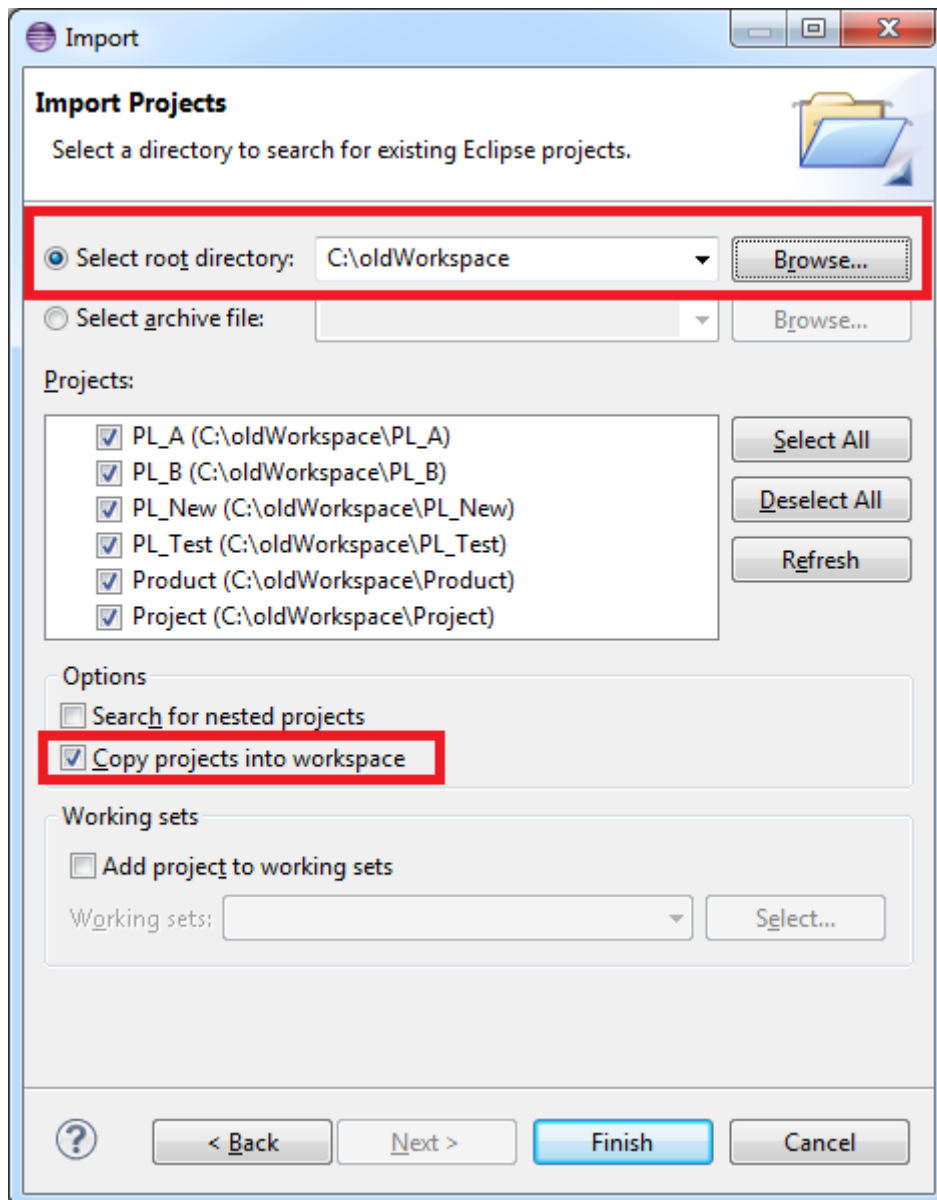 Import
Import Projects
Select a directory to search for existing Eclipse projects.
Select root directory: C:\oldWorkspace Browse...
Select archive file: Browse...
Projects:
PL_A (C:\oldWorkspace\PL_A)
Select All
PL_B (C:\oldWorkspace\PL_B)
PL_New (C:\oldWorkspace\PL_New)
Deselect All
PL_Test (C:\oldWorkspace\PL_Test)
Refresh
Product (C:\oldWorkspace\Product)
Project (C:\oldWorkspace\Project)
Options
Search for nested projects
Copy projects into workspace
Working sets
Add project to working sets
Working sets: Select...
? < Back Next > Finish Cancel